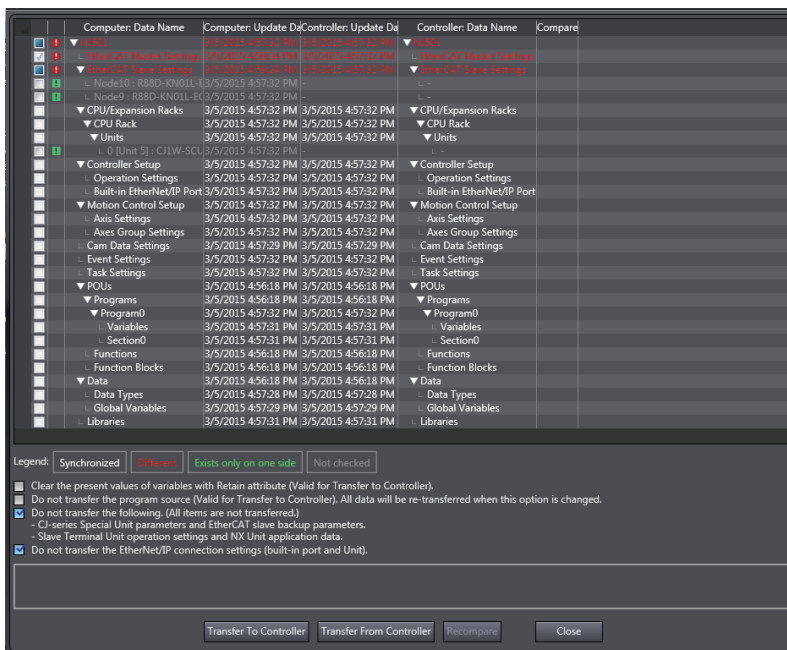 Computer: Data Name Computer: Update Da Controller: Update Da Controller: Data Name Compare
EtherCAT Master Settings
EtherCAT Slave Settings EtherCAT Slave Settings
Node10 : R88D-KN01L-E 3/5/2015 4:57:32 PM - -
Node9 : R88D-KN01L-EC 3/5/2015 4:57:32 PM - -
CPU/Expansion Racks 3/5/2015 4:57:32 PM 3/5/2015 4:57:32 PM CPU/Expansion Racks
CPU Rack 3/5/2015 4:57:32 PM 3/5/2015 4:57:32 PM CPU Rack
Units 3/5/2015 4:57:32 PM 3/5/2015 4:57:32 PM Units
0 [Unit 5] : CJ1W-SCL 3/5/2015 4:57:32 PM - -
Controller Setup 3/5/2015 4:57:32 PM 3/5/2015 4:57:32 PM Controller Setup
Operation Settings 3/5/2015 4:57:32 PM 3/5/2015 4:57:32 PM Operation Settings
Built-in EtherNet/IP Port 3/5/2015 4:57:32 PM 3/5/2015 4:57:32 PM Built-in EtherNet/IP Port
Motion Control Setup 3/5/2015 4:57:32 PM 3/5/2015 4:57:32 PM Motion Control Setup
Axis Settings 3/5/2015 4:57:32 PM 3/5/2015 4:57:32 PM Axis Settings
Axes Group Settings 3/5/2015 4:57:32 PM 3/5/2015 4:57:32 PM Axes Group Settings
Cam Data Settings 3/5/2015 4:57:29 PM 3/5/2015 4:57:29 PM Cam Data Settings
Event Settings 3/5/2015 4:57:32 PM 3/5/2015 4:57:32 PM Event Settings
Task Settings 3/5/2015 4:57:32 PM 3/5/2015 4:57:32 PM Task Settings
POUs 3/5/2015 4:56:18 PM 3/5/2015 4:56:18 PM POUs
Programs 3/5/2015 4:56:18 PM 3/5/2015 4:56:18 PM Programs
Program0 3/5/2015 4:57:32 PM 3/5/2015 4:57:32 PM Program0
Variables 3/5/2015 4:57:31 PM 3/5/2015 4:57:31 PM Variables
Section0 3/5/2015 4:57:31 PM 3/5/2015 4:57:31 PM Section0
Functions 3/5/2015 4:56:18 PM 3/5/2015 4:56:18 PM Functions
Function Blocks 3/5/2015 4:56:18 PM 3/5/2015 4:56:18 PM Function Blocks
Data 3/5/2015 4:56:18 PM 3/5/2015 4:56:18 PM Data
Data Types 3/5/2015 4:57:28 PM 3/5/2015 4:57:28 PM Data Types
Global Variables 3/5/2015 4:57:29 PM 3/5/2015 4:57:29 PM Global Variables
Libraries 3/5/2015 4:57:31 PM 3/5/2015 4:57:31 PM Libraries
Legend: Synchronized Different Exists only on one side Not checked
Clear the present values of variables with Retain attribute (Valid for Transfer to Controller).
Do not transfer the program source (Valid for Transfer to Controller). All data will be re-transferred when this option is changed.
Do not transfer the following. (All items are not transferred.)
- CJ-series Special Unit parameters and EtherCAT slave backup parameters.
- Slave Terminal Unit operation settings and NX Unit application data.
Do not transfer the EtherNet/IP connection settings (built-in port and Unit).
Transfer To Controller Transfer From Controller Recompare Close